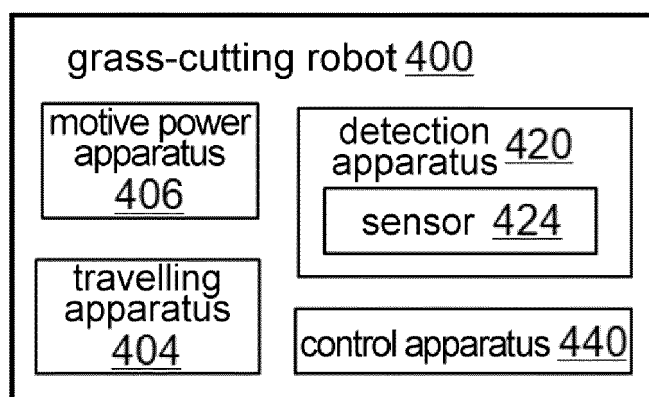 grass-cutting robot 400
motive power
apparatus
406
detection
apparatus 420
sensor 424
travelling
apparatus
404
control apparatus 440